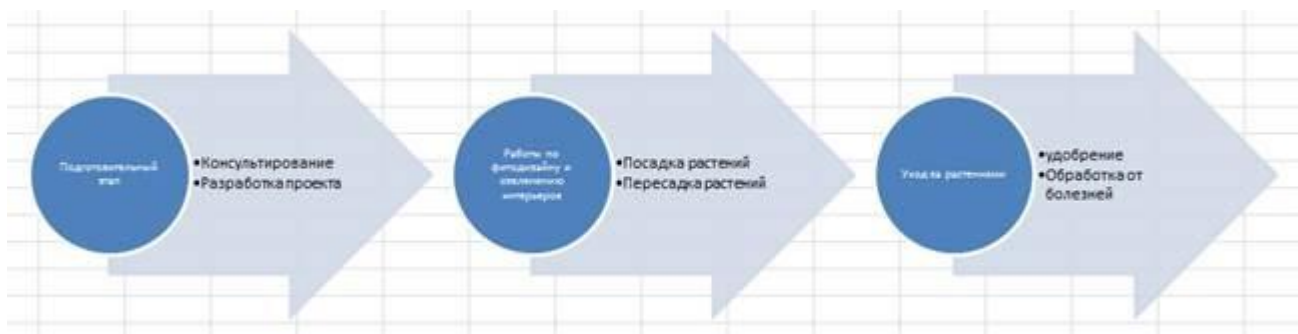 Подготовительный
этап
•Консультирование
•Разработка проекта
Работы по
фитодизайну и
озеленению
интерьеров
•Посадка растений
•Пересадка растений
Уход за растениями
•удобрение
•Обработка от
болезней